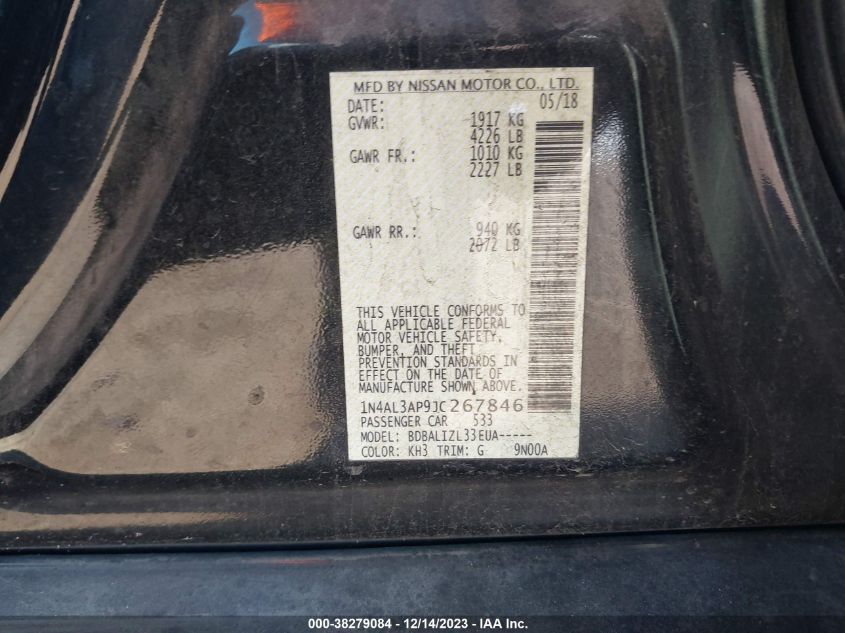 MFD BY NISSAN MOTOR CO., LTD.
DATE: 05/18
GVWR: 1917 KG
4226 LB
GAWR FR.: 1010 KG
2227 LB
GAWR RR.: 940 KG
2072 LB
THIS VEHICLE CONFORMS TO
ALL APPLICABLE FEDERAL
MOTOR VEHICLE SAFETY,
BUMPER, AND THEFT
PREVENTION STANDARDS IN
EFFECT ON THE DATE OF
MANUFACTURE SHOWN ABOVE.
1N4AL3AP9JC267846
PASSENGER CAR 533
MODEL: BDBALIZL33EUA-----
COLOR: KH3 TRIM: G 9N00A
000-38279084 - 12/14/2023 - IAA Inc.